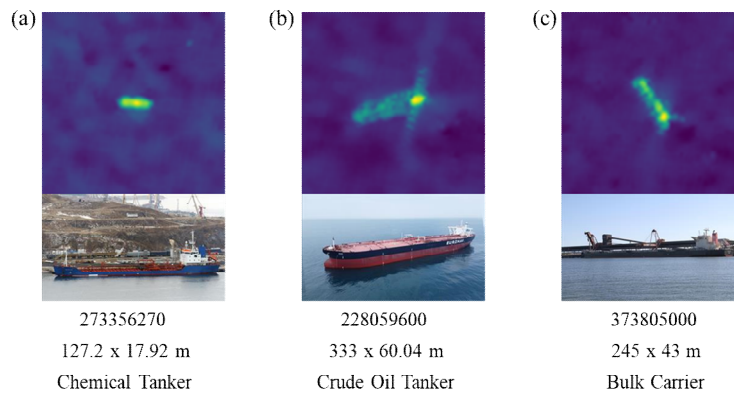 (a) (b) (c)
273356270 228059600 373805000
127.2 x 17.92 m 333 x 60.04 m 245 x 43 m
Chemical Tanker Crude Oil Tanker Bulk Carrier